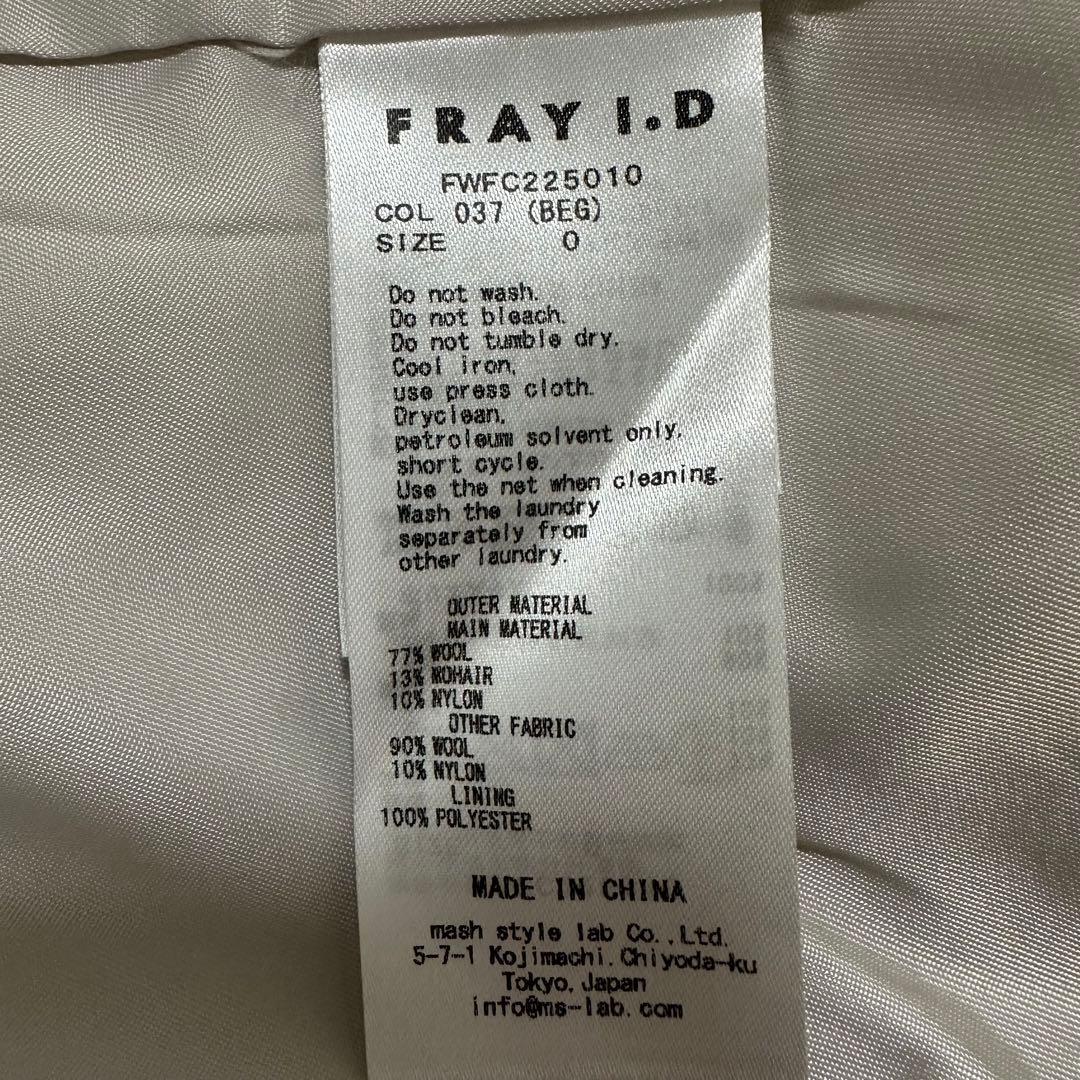 FRAY I.D
FWFC225010
COL 037 (BEG)
SIZE 0
Do not wash.
Do not bleach.
Do not tumble dry.
Cool iron,
use press cloth.
Dryclean,
petroleum solvent only,
short cycle.
Use the net when cleaning.
Wash the laundry
separately from
other laundry.
OUTER MATERIAL
MAIN MATERIAL
77% WOOL
13% MOHAIR
10% NYLON
OTHER FABRIC
90% WOOL
10% NYLON
LINING
100% POLYESTER
MADE IN CHINA
mash style lab Co.,Ltd.
5-7-1 Kojimachi.Chiyoda-ku
Tokyo, Japan
info@ms-lab.com